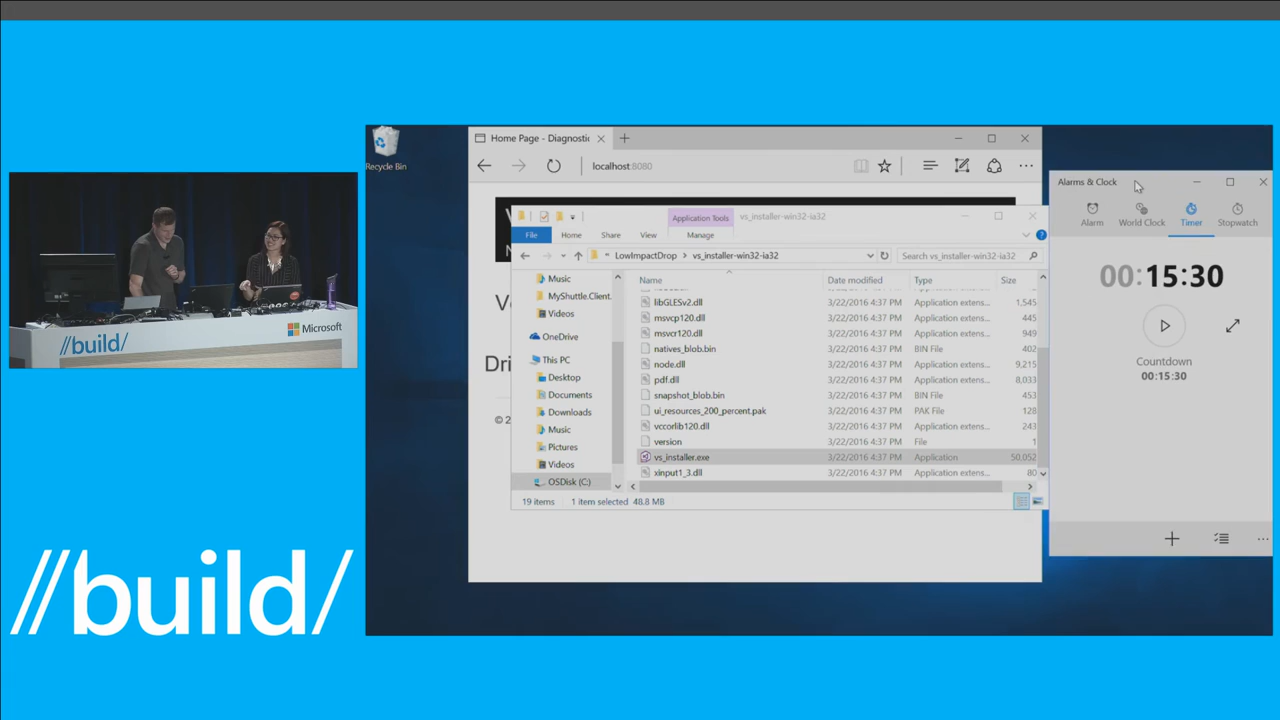 //build/
Microsoft
//build/
Recycle Bin
Home Page - Diagnostic
localhost:8080
Application Tools
vs_installer-win32-ia32
File
Home
Share
View
Manage
LowImpactDrop
vs_installer-win32-ia32
Search vs_installer-win32-ia32
Name
Date modified
Type
Size
Music
MyShuttle.Client.
Videos
OneDrive
This PC
Desktop
Documents
Downloads
Music
Pictures
Videos
OSDisk (C:)
libGLESv2.dll 3/22/2016 4:37 PM Application extens... 1,545
msvcp120.dll 3/22/2016 4:37 PM Application extens... 445
msvcr120.dll 3/22/2016 4:37 PM Application extens... 949
natives_blob.bin 3/22/2016 4:37 PM BIN File 402
node.dll 3/22/2016 4:37 PM Application extens... 9,215
pdf.dll 3/22/2016 4:37 PM Application extens... 8,033
snapshot_blob.bin 3/22/2016 4:37 PM BIN File 453
ui_resources_200_percent.pak 3/22/2016 4:37 PM PAK File 128
vccorlib120.dll 3/22/2016 4:37 PM Application extens... 243
version 3/22/2016 4:37 PM File 1
vs_installer.exe 3/22/2016 4:37 PM Application 50,052
xinput1_3.dll 3/22/2016 4:37 PM Application extens... 80
19 items 1 item selected 48.8 MB
Ve
Dri
© 2
Alarms & Clock
Alarm
World Clock
Timer
Stopwatch
00:15:30
Countdown
00:15:30